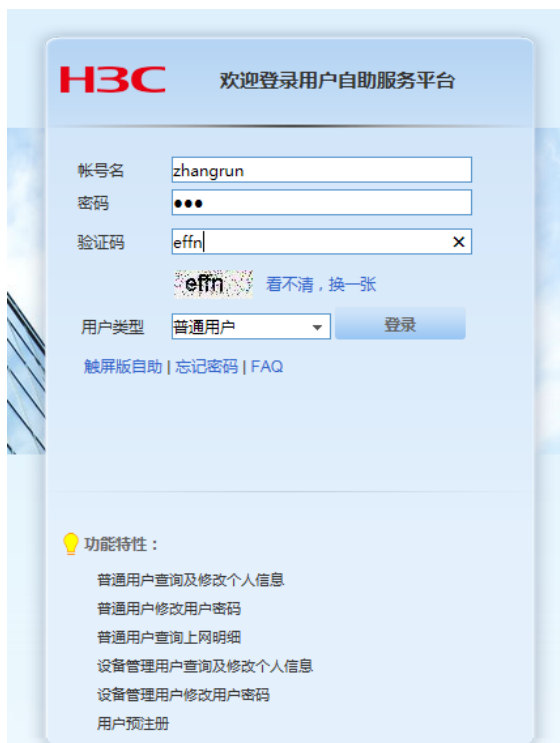 H3C 欢迎登录用户自助服务平台
帐号名 zhangrun
密码 ●●●
验证码 effn ×
effn 看不清，换一张
用户类型 普通用户 登录
触屏版自助 | 忘记密码 | FAQ
功能特性：
普通用户查询及修改个人信息
普通用户修改用户密码
普通用户查询上网明细
设备管理用户查询及修改个人信息
设备管理用户修改用户密码
用户预注册